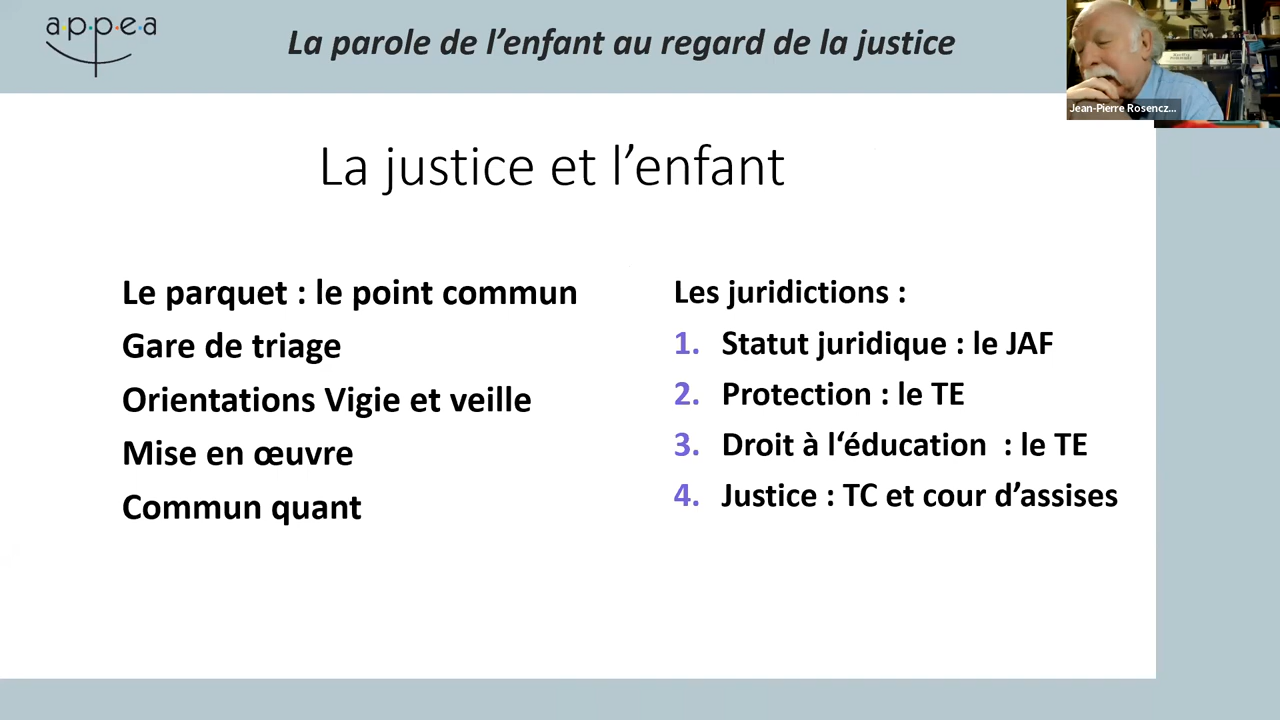 a.p.p.e.a
La parole de l’enfant au regard de la justice
Jean-Pierre Rosencz...
La justice et l’enfant
Le parquet : le point commun
Gare de triage
Orientations Vigie et veille
Mise en œuvre
Commun quant
Les juridictions :
1. Statut juridique : le JAF
2. Protection : le TE
3. Droit à l‘éducation : le TE
4. Justice : TC et cour d’assises